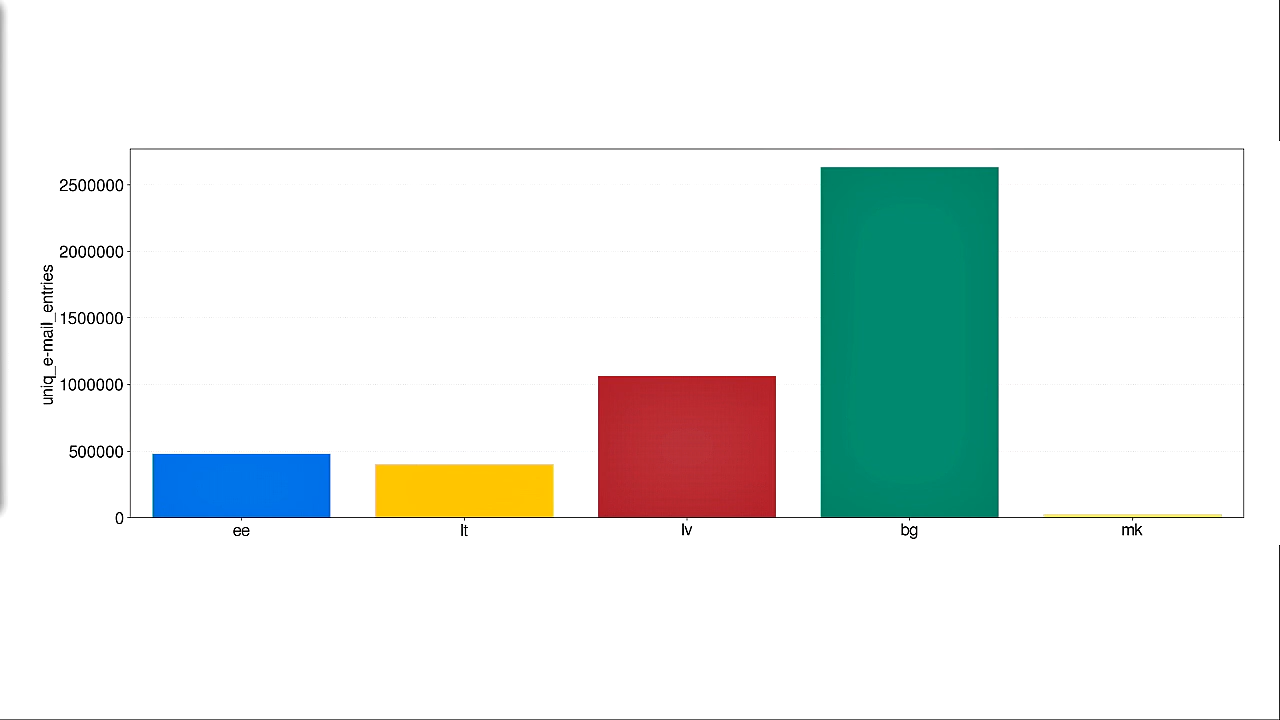 2500000
2000000
1500000
1000000
500000
0
uniq_e-mail_entries
ee
lt
lv
bg
mk